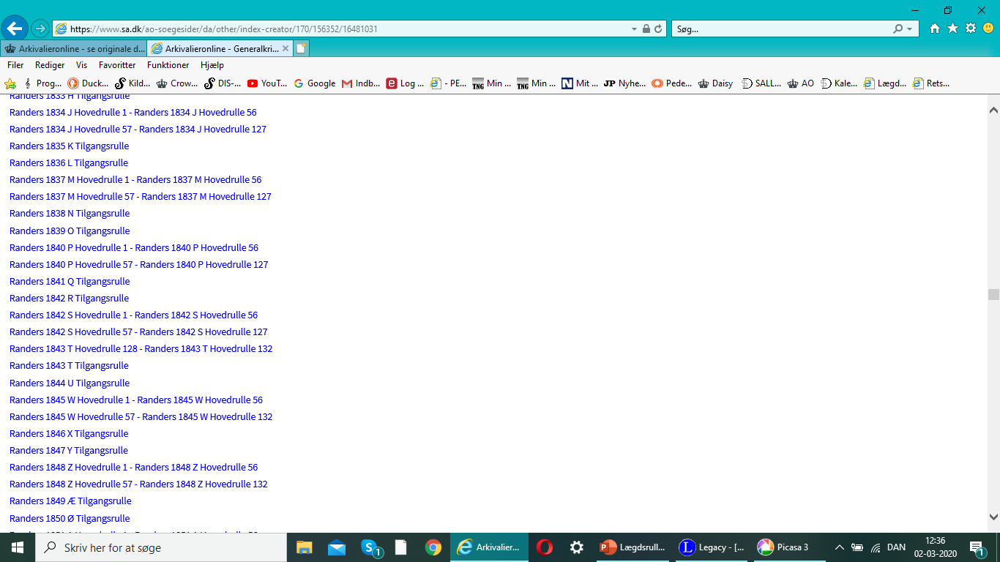 https://www.sa.dk/ao-soegesider/da/other/index-creator/170/156352/16481031
Søg...
Arkivalieronline - se originale d...
Arkivalieronline - Generalkri...
Filer Rediger Vis Favoritter Funktioner Hjælp
Prog... Duck... Kild... Crow... DIS-... YouT... Google Indb... Log ... - PE... TNG Min ... TNG Min ... Mit ... JP Nyhe... Pede... Daisy SALL... AO Kale... Lægd... Rets...
Randers 1833 H Tilgangsrulle
Randers 1834 J Hovedrulle 1 - Randers 1834 J Hovedrulle 56
Randers 1834 J Hovedrulle 57 - Randers 1834 J Hovedrulle 127
Randers 1835 K Tilgangsrulle
Randers 1836 L Tilgangsrulle
Randers 1837 M Hovedrulle 1 - Randers 1837 M Hovedrulle 56
Randers 1837 M Hovedrulle 57 - Randers 1837 M Hovedrulle 127
Randers 1838 N Tilgangsrulle
Randers 1839 O Tilgangsrulle
Randers 1840 P Hovedrulle 1 - Randers 1840 P Hovedrulle 56
Randers 1840 P Hovedrulle 57 - Randers 1840 P Hovedrulle 127
Randers 1841 Q Tilgangsrulle
Randers 1842 R Tilgangsrulle
Randers 1842 S Hovedrulle 1 - Randers 1842 S Hovedrulle 56
Randers 1842 S Hovedrulle 57 - Randers 1842 S Hovedrulle 127
Randers 1843 T Hovedrulle 128 - Randers 1843 T Hovedrulle 132
Randers 1843 T Tilgangsrulle
Randers 1844 U Tilgangsrulle
Randers 1845 W Hovedrulle 1 - Randers 1845 W Hovedrulle 56
Randers 1845 W Hovedrulle 57 - Randers 1845 W Hovedrulle 132
Randers 1846 X Tilgangsrulle
Randers 1847 Y Tilgangsrulle
Randers 1848 Z Hovedrulle 1 - Randers 1848 Z Hovedrulle 56
Randers 1848 Z Hovedrulle 57 - Randers 1848 Z Hovedrulle 132
Randers 1849 Æ Tilgangsrulle
Randers 1850 Ø Tilgangsrulle
Skriv her for at søge
1
Arkivalier...
Lægdsrull...
Legacy - [...
Picasa 3
DAN
12:36
02-03-2020
1